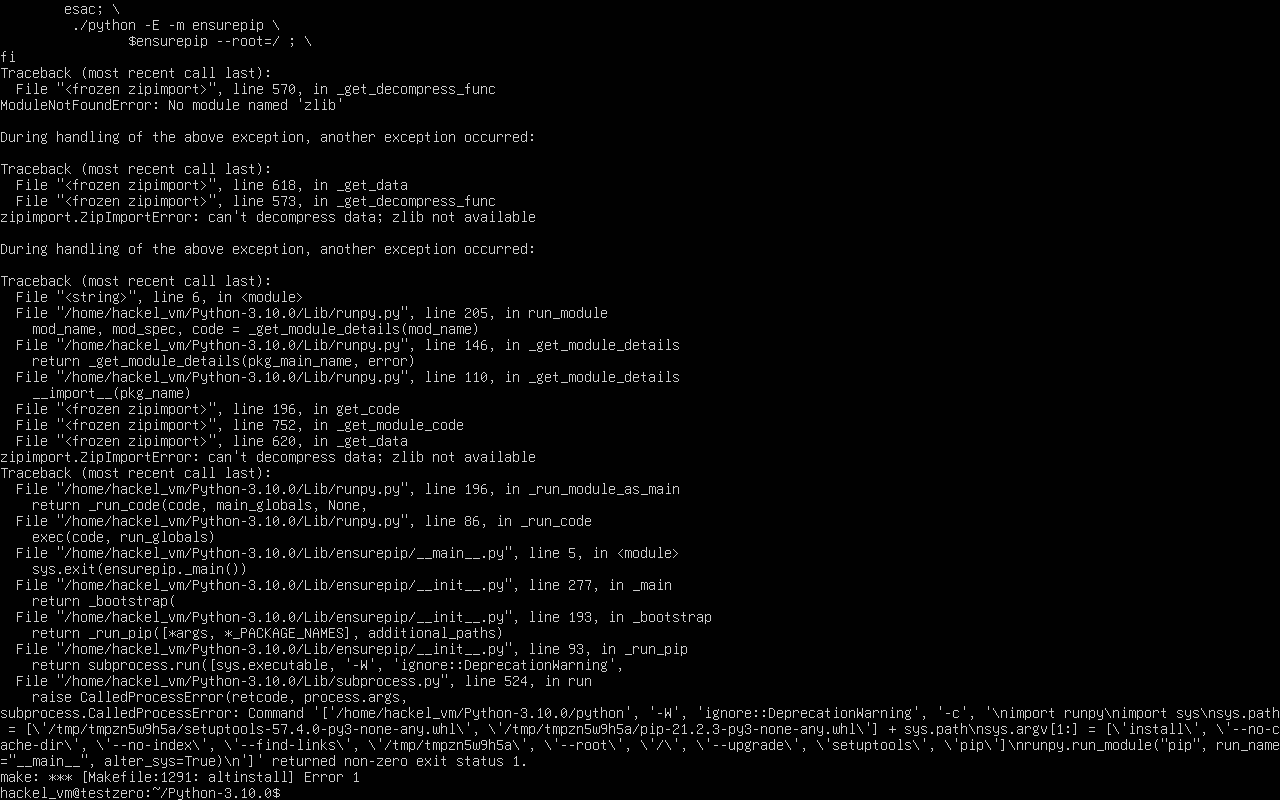 esac; \
./python -E -m ensurepip \
$ensurepip --root=/ ; \
fi
Traceback (most recent call last):
File "<frozen zipimport>", line 570, in _get_decompress_func
ModuleNotFoundError: No module named 'zlib'
During handling of the above exception, another exception occurred:
Traceback (most recent call last):
File "<frozen zipimport>", line 618, in _get_data
File "<frozen zipimport>", line 573, in _get_decompress_func
zipimport.ZipImportError: can't decompress data; zlib not available
During handling of the above exception, another exception occurred:
Traceback (most recent call last):
File "<string>", line 6, in <module>
File "/home/hackel_vm/Python-3.10.0/Lib/runpy.py", line 205, in run_module
mod_name, mod_spec, code = _get_module_details(mod_name)
File "/home/hackel_vm/Python-3.10.0/Lib/runpy.py", line 146, in _get_module_details
return _get_module_details(pkg_main_name, error)
File "/home/hackel_vm/Python-3.10.0/Lib/runpy.py", line 110, in _get_module_details
__import__(pkg_name)
File "<frozen zipimport>", line 196, in get_code
File "<frozen zipimport>", line 752, in _get_module_code
File "<frozen zipimport>", line 620, in _get_data
zipimport.ZipImportError: can't decompress data; zlib not available
Traceback (most recent call last):
File "/home/hackel_vm/Python-3.10.0/Lib/runpy.py", line 196, in _run_module_as_main
return _run_code(code, main_globals, None,
File "/home/hackel_vm/Python-3.10.0/Lib/runpy.py", line 86, in _run_code
exec(code, run_globals)
File "/home/hackel_vm/Python-3.10.0/Lib/ensurepip/__main__.py", line 5, in <module>
sys.exit(ensurepip._main())
File "/home/hackel_vm/Python-3.10.0/Lib/ensurepip/__init__.py", line 277, in _main
return _bootstrap(
File "/home/hackel_vm/Python-3.10.0/Lib/ensurepip/__init__.py", line 193, in _bootstrap
return _run_pip([*args, *_PACKAGE_NAMES], additional_paths)
File "/home/hackel_vm/Python-3.10.0/Lib/ensurepip/__init__.py", line 93, in _run_pip
return subprocess.run([sys.executable, '-W', 'ignore::DeprecationWarning',
File "/home/hackel_vm/Python-3.10.0/Lib/subprocess.py", line 524, in run
raise CalledProcessError(retcode, process.args,
subprocess.CalledProcessError: Command '['/home/hackel_vm/Python-3.10.0/python', '-W', 'ignore::DeprecationWarning', '-c', '\nimport runpy\nimport sys\nsys.path
= [\'/tmp/tmpzn5w9h5a/setuptools-57.4.0-py3-none-any.whl\', \'/tmp/tmpzn5w9h5a/pip-21.2.3-py3-none-any.whl\'] + sys.path\nsys.argv[1:] = [\'install\', \'--no-c
ache-dir\', \'--no-index\', \'--find-links\', \'/tmp/tmpzn5w9h5a\', \'--root\', \'/\', \'--upgrade\', \'setuptools\', \'pip\']\nrunpy.run_module("pip", run_name
="__main__", alter_sys=True)\n']' returned non-zero exit status 1.
make: *** [Makefile:1291: altinstall] Error 1
hackel_vm@testzero:~/Python-3.10.0$